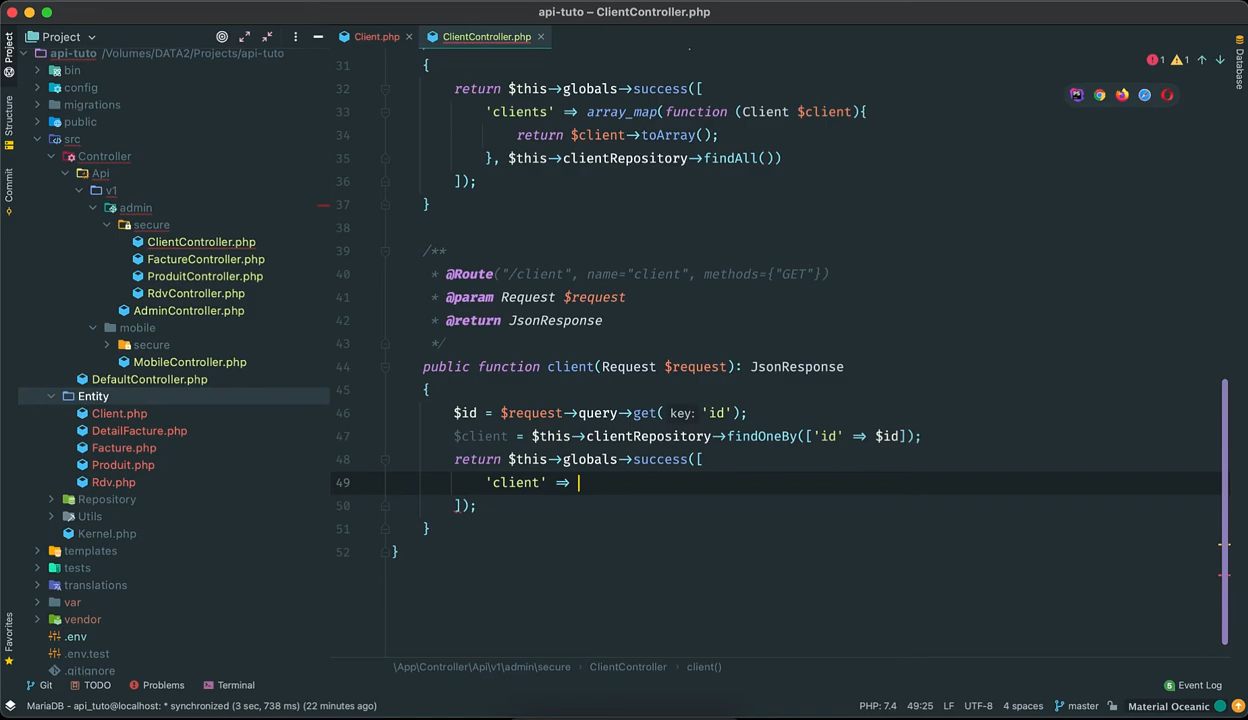 api-tuto – ClientController.php
Project
Client.php
ClientController.php
api-tuto /Volumes/DATA2/Projects/api-tuto
bin
config
migrations
public
src
Controller
Api
v1
admin
secure
ClientController.php
FactureController.php
ProduitController.php
RdvController.php
AdminController.php
mobile
secure
MobileController.php
DefaultController.php
Entity
Client.php
DetailFacture.php
Facture.php
Produit.php
Rdv.php
Repository
Utils
Kernel.php
templates
tests
translations
var
vendor
.env
.env.test
.gitignore
Project
Structure
Commit
Favorites
Database
1 1
31 {
32 return $this→globals→success([
33 'clients' ⇒ array_map(function (Client $client){
34 return $client→toArray();
35 }, $this→clientRepository→findAll())
36 ]);
37 }
38
39 /**
40 * @Route("/client", name="client", methods={"GET"})
41 * @param Request $request
42 * @return JsonResponse
43 */
44 public function client(Request $request): JsonResponse
45 {
46 $id = $request→query→get( key: 'id');
47 $client = $this→clientRepository→findOneBy(['id' ⇒ $id]);
48 return $this→globals→success([
49 'client' ⇒
50 ]);
51 }
52 }
\App\Controller\Api\v1\admin\secure ClientController client()
Git TODO Problems Terminal 5 Event Log
MariaDB - api_tuto@localhost: * synchronized (3 sec, 738 ms) (22 minutes ago) PHP: 7.4 49:25 LF UTF-8 4 spaces master Material Oceanic